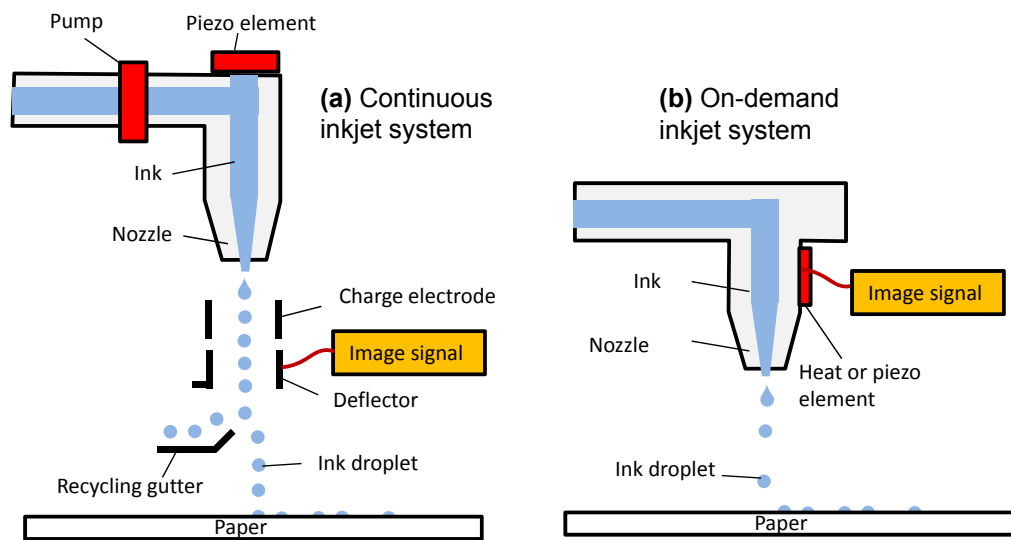 Pump
Piezo element
(a) Continuous
inkjet system
Ink
Nozzle
Charge electrode
Image signal
Deflector
Ink droplet
Recycling gutter
Paper
(b) On-demand
inkjet system
Ink
Image signal
Nozzle
Heat or piezo
element
Ink droplet
Paper